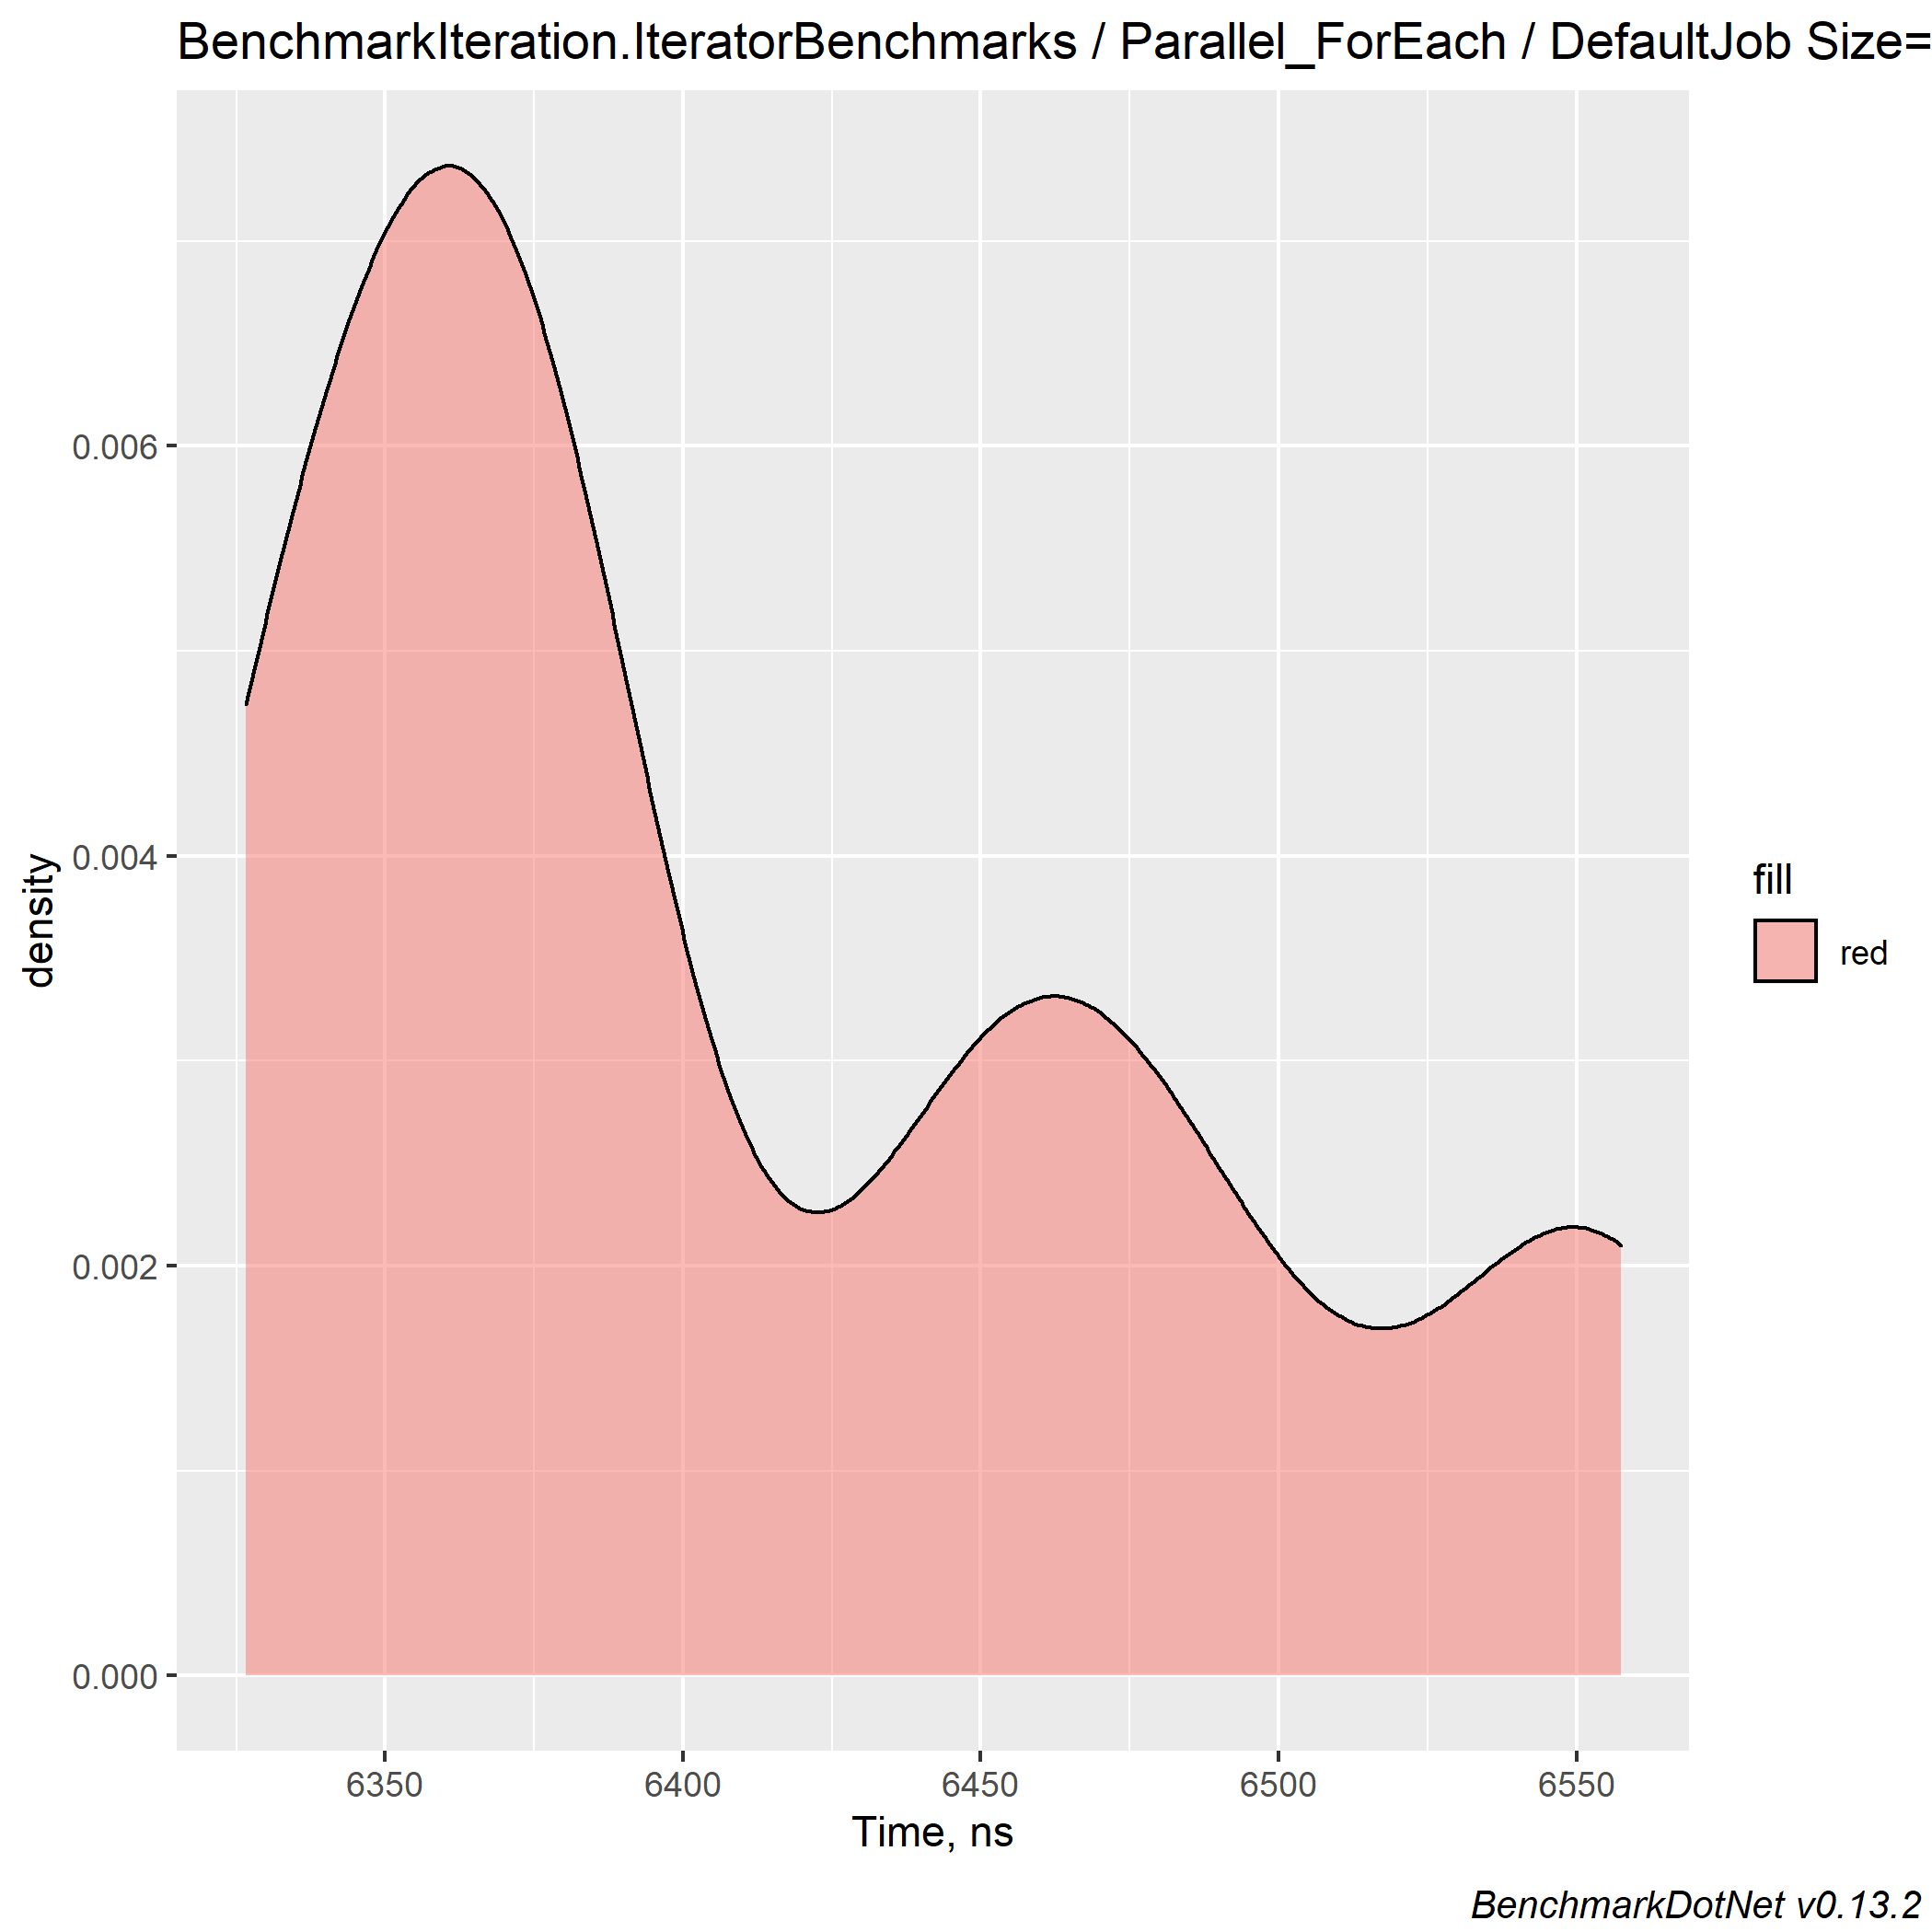 BenchmarkIteration.IteratorBenchmarks / Parallel_ForEach / DefaultJob Size=
0.006
0.004
0.002
0.000
density
6350 6400 6450 6500 6550
Time, ns
fill
red
BenchmarkDotNet v0.13.2